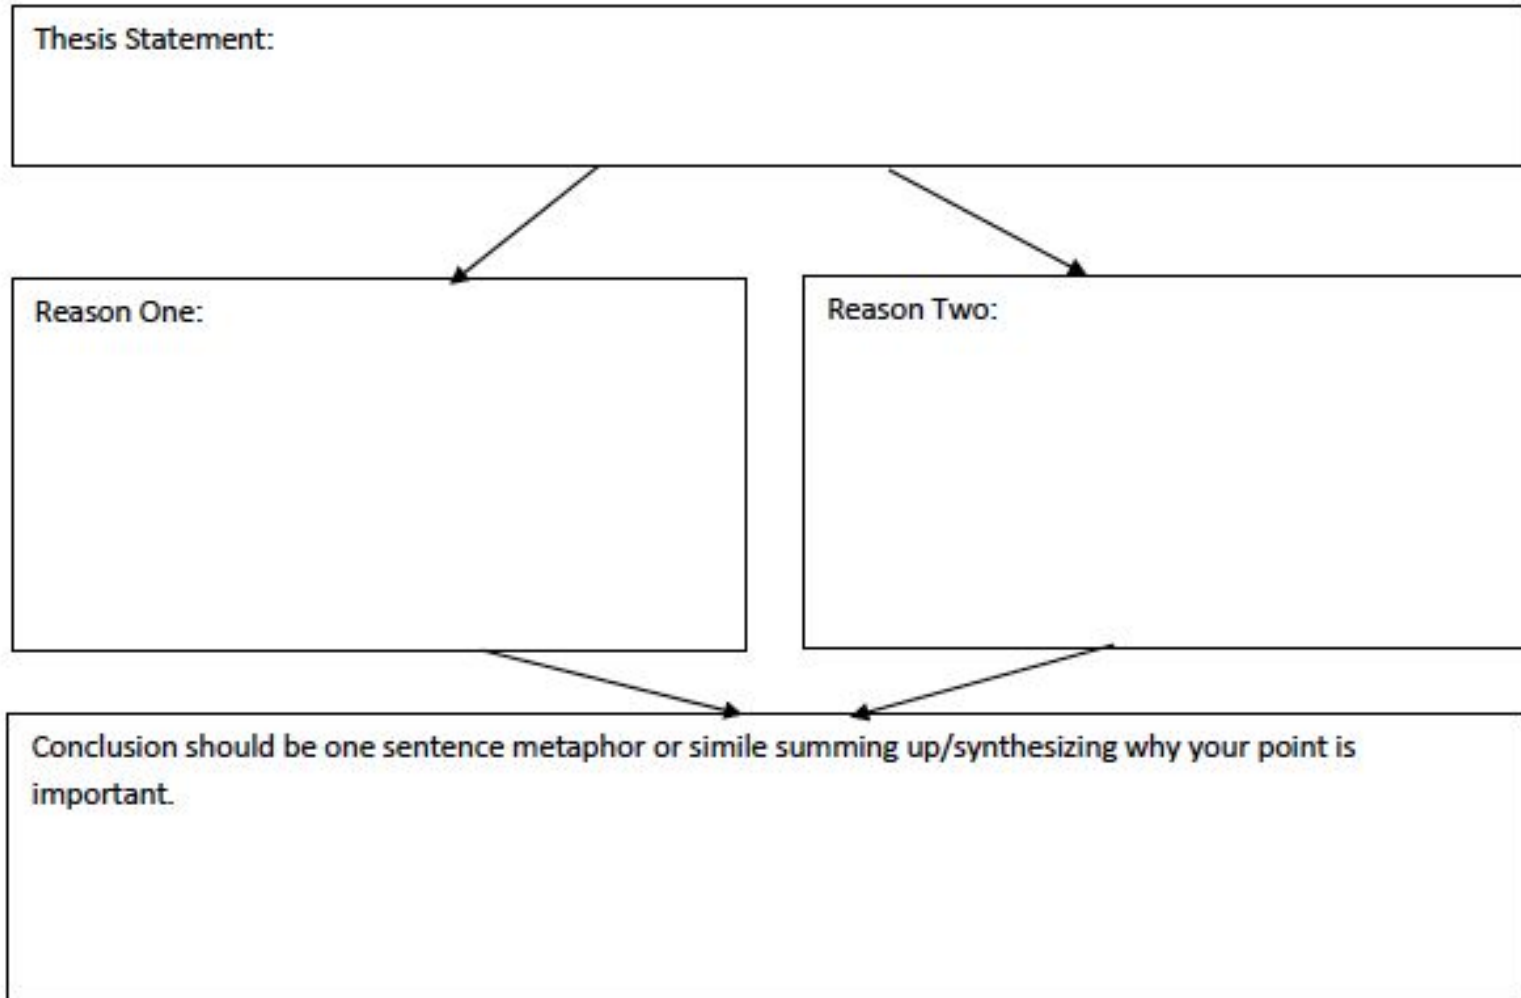 Thesis Statement:
Reason One:
Reason Two:
Conclusion should be one sentence metaphor or simile summing up/synthesizing why your point is
important.